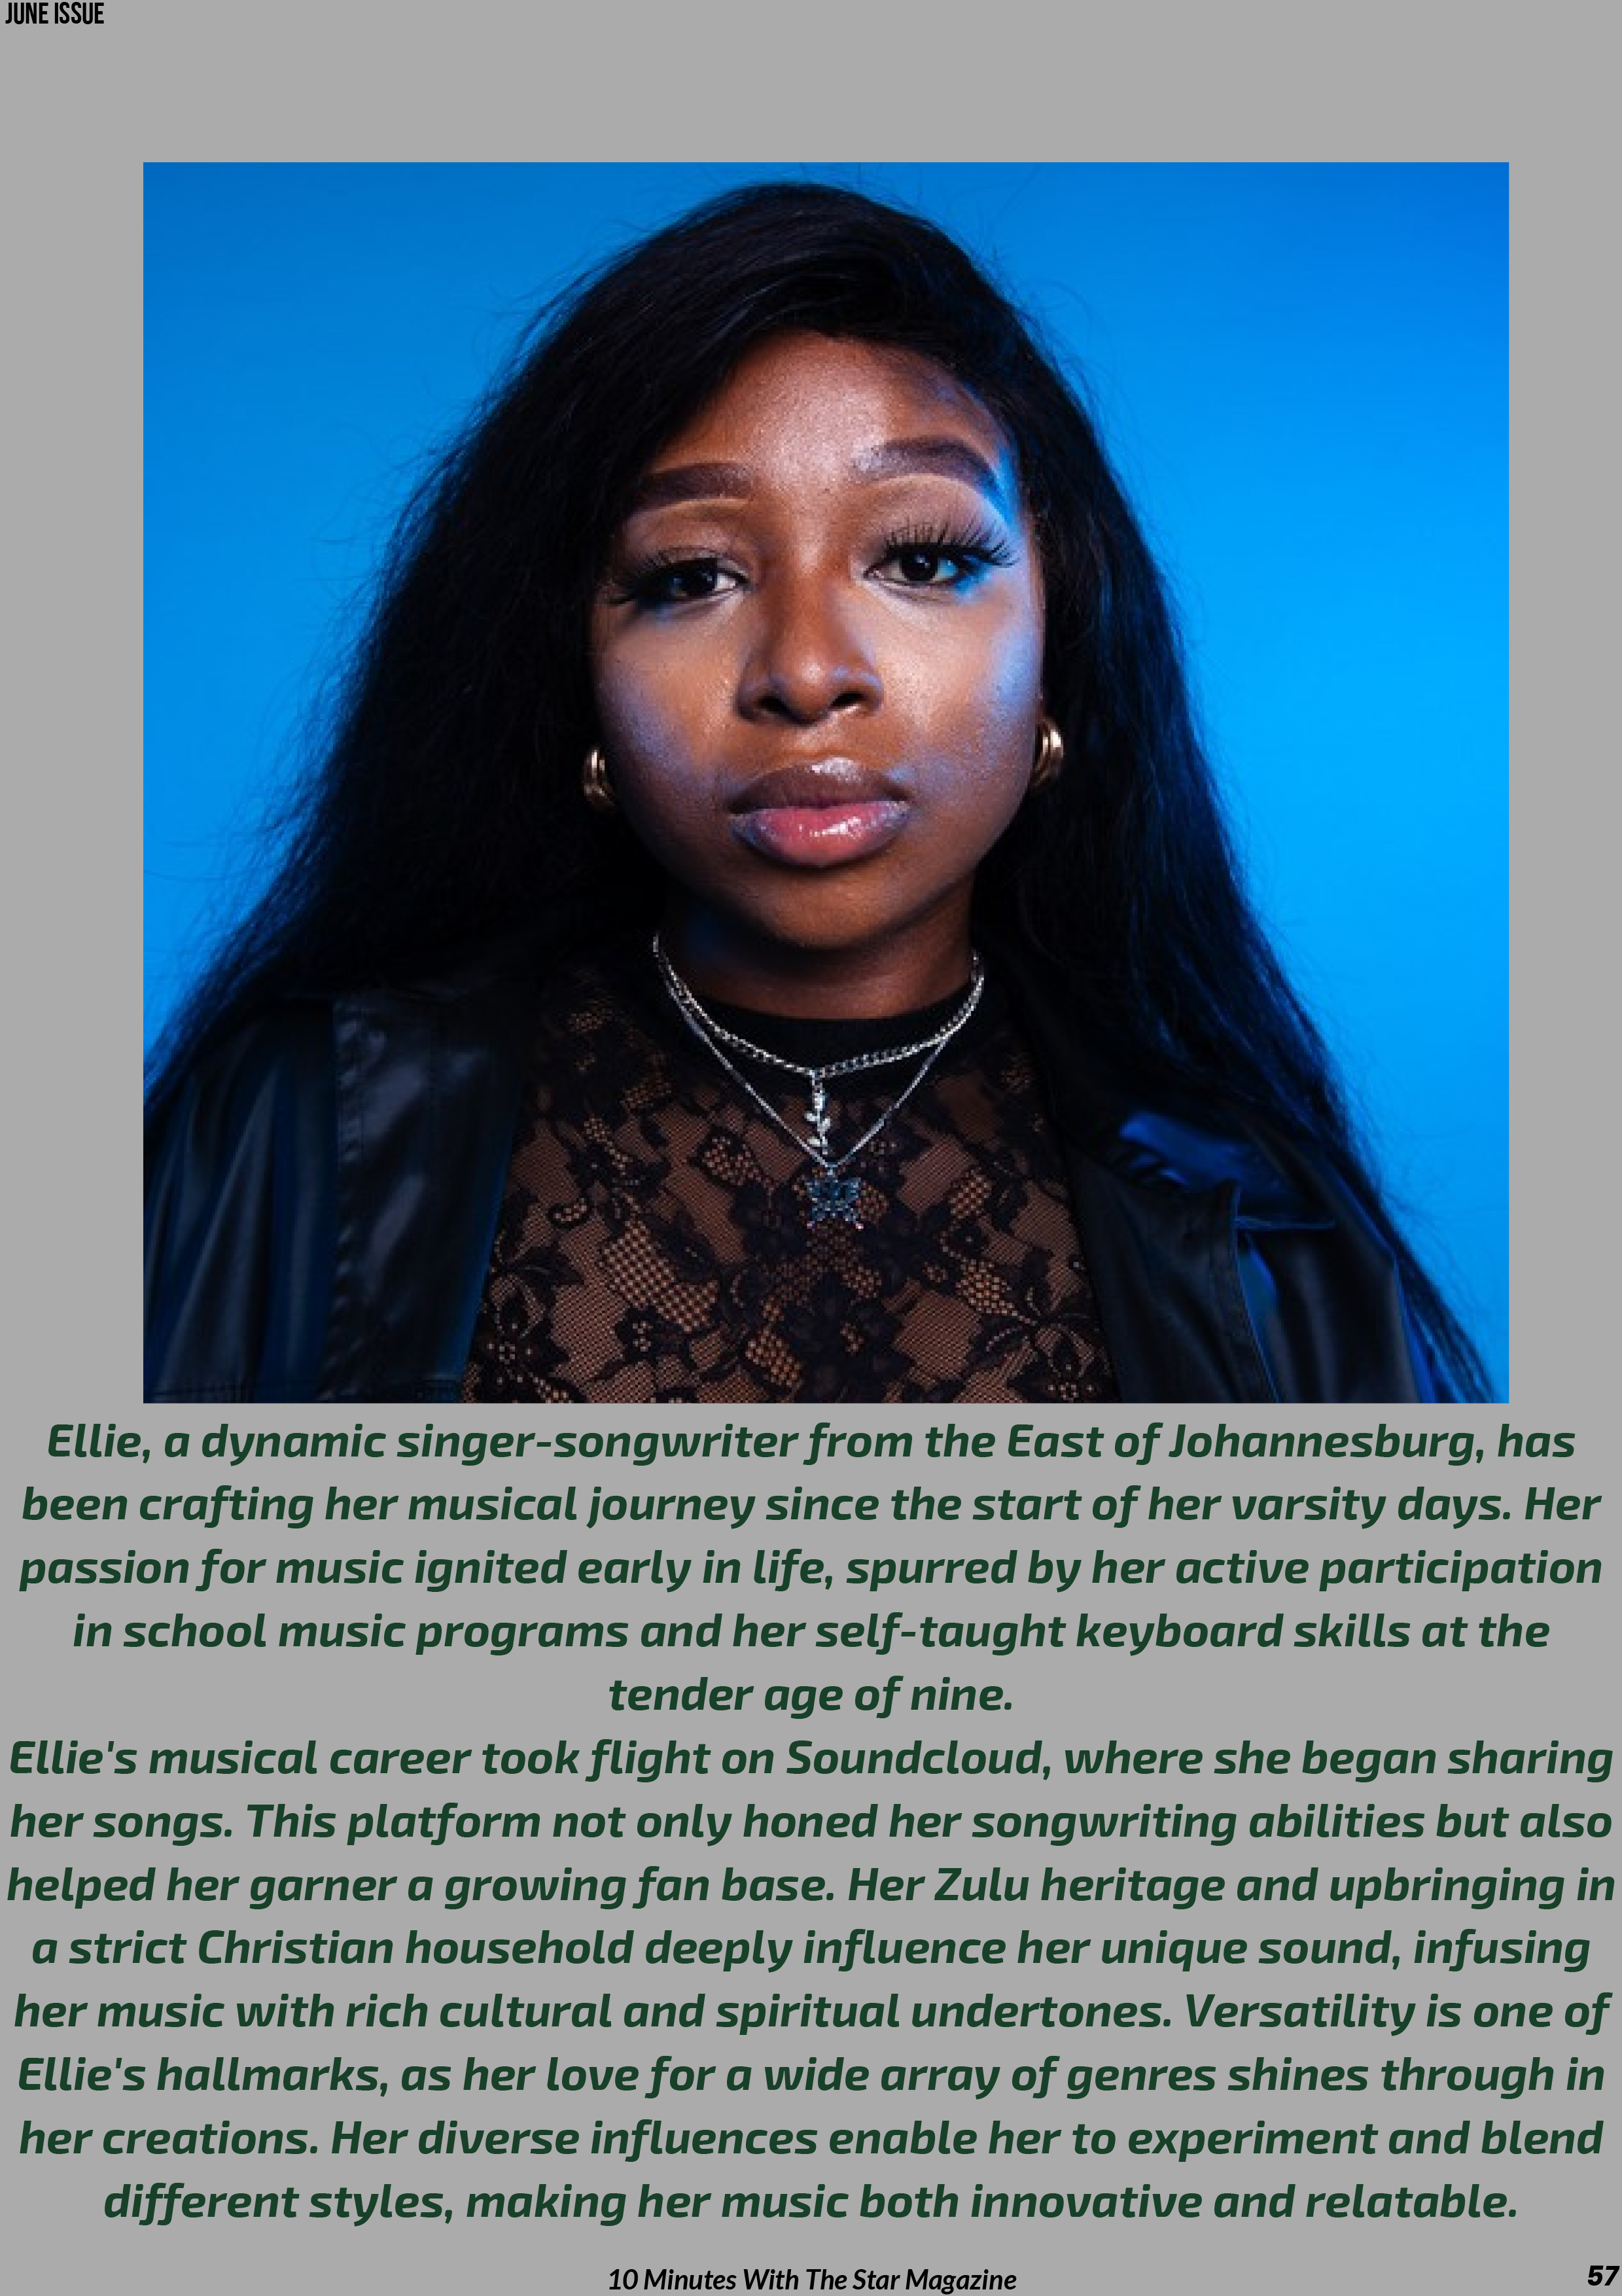 JUNE ISSUE
Ellie, a dynamic singer-songwriter from the East of Johannesburg, has
been crafting her musical journey since the start of her varsity days. Her
passion for music ignited early in life, spurred by her active participation
in school music programs and her self-taught keyboard skills at the
tender age of nine.
Ellie's musical career took flight on Soundcloud, where she began sharing
her songs. This platform not only honed her songwriting abilities but also
helped her garner a growing fan base. Her Zulu heritage and upbringing in
a strict Christian household deeply influence her unique sound, infusing
her music with rich cultural and spiritual undertones. Versatility is one of
Ellie's hallmarks, as her love for a wide array of genres shines through in
her creations. Her diverse influences enable her to experiment and blend
different styles, making her music both innovative and relatable.
10 Minutes With The Star Magazine
57